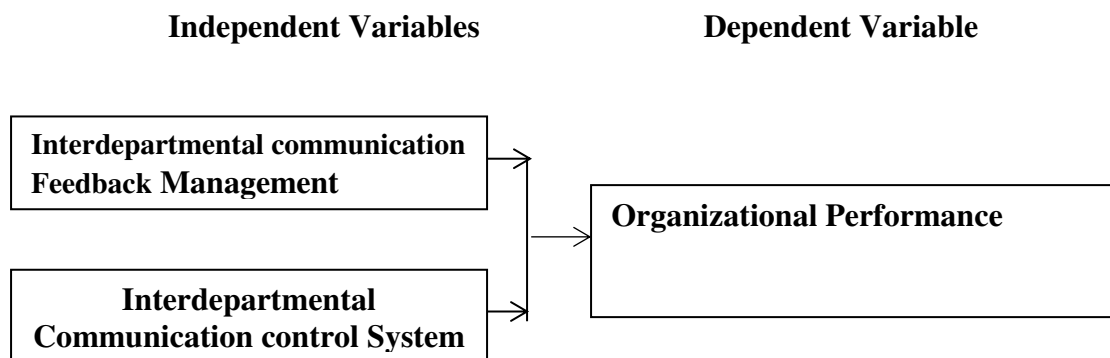 Independent Variables
Dependent Variable
Interdepartmental communication
Feedback Management
Organizational Performance
Interdepartmental
Communication control System